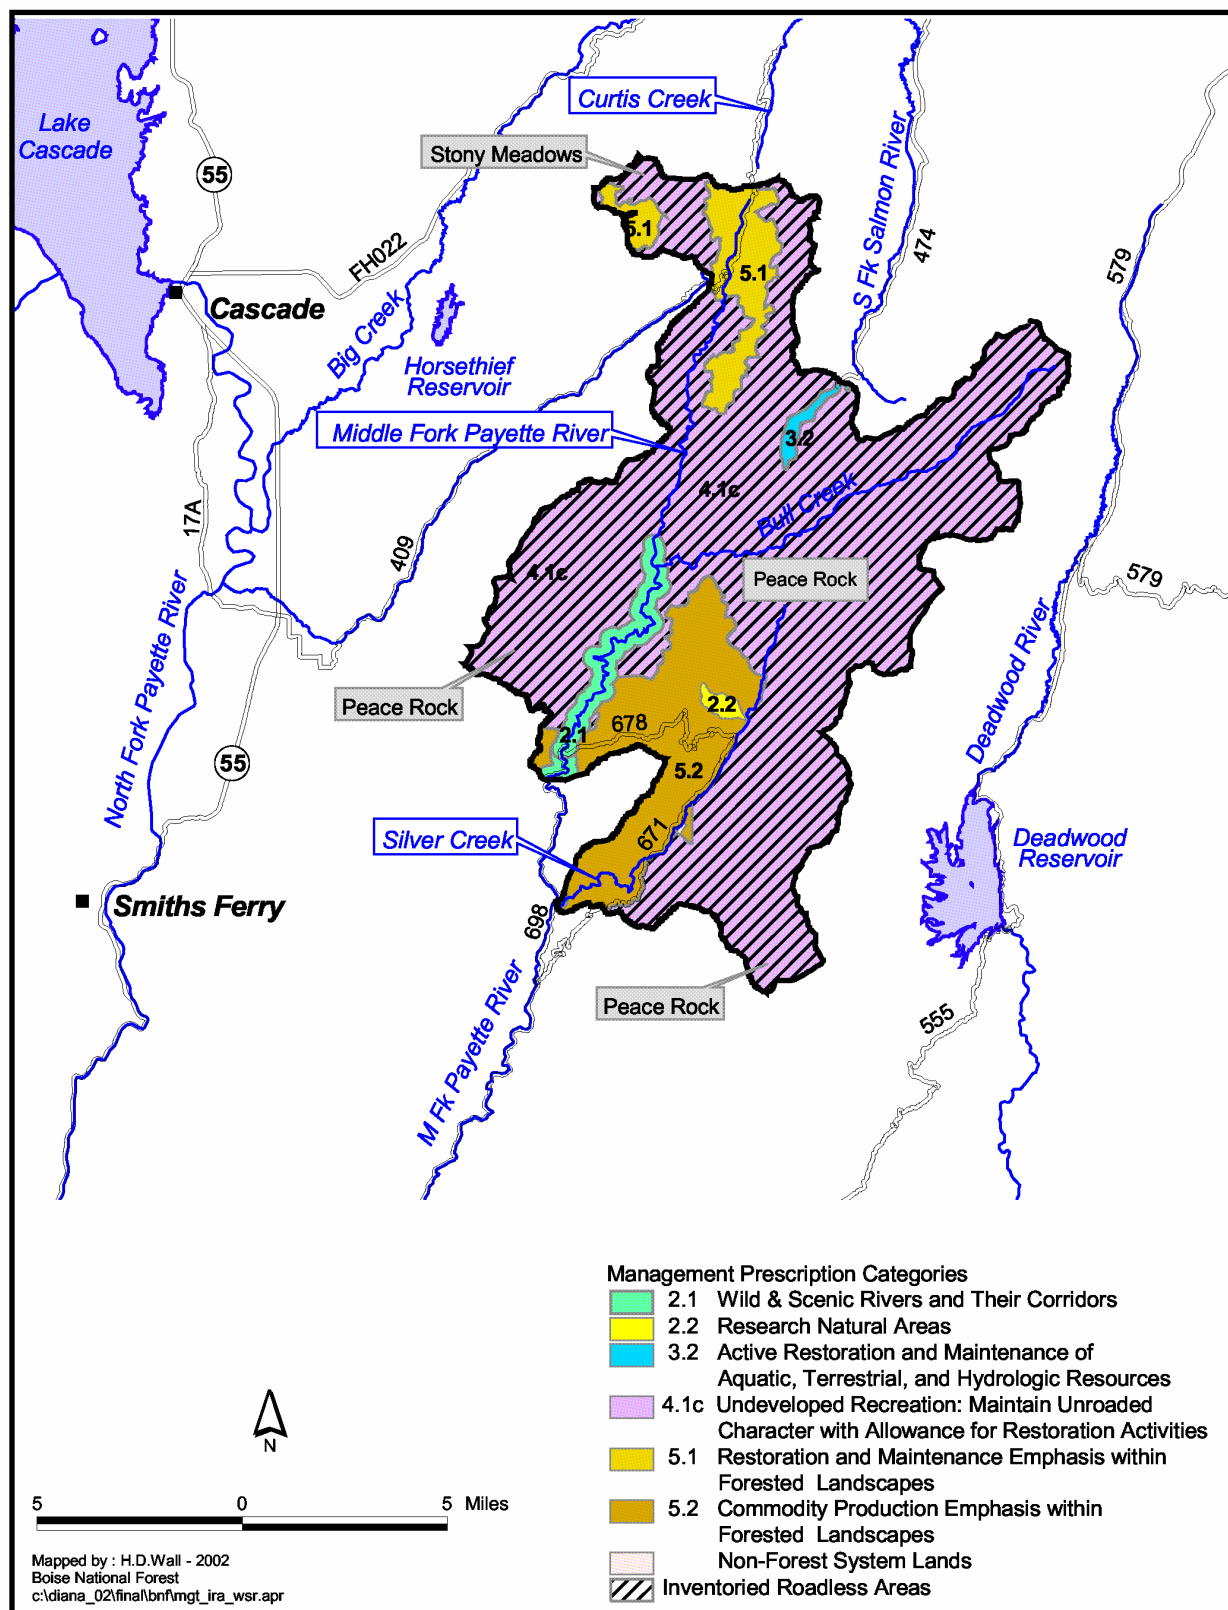 Curtis Creek
Lake
Cascade
Stony Meadows
55
S Fk Salmon River
474
579
5.1
5.1
FH022
Cascade
Big Creek
Horsethief
Reservoir
Middle Fork Payette River
3.2
4.1c
Bull Creek
17A
409
4.1c
Peace Rock
579
North Fork Payette River
Peace Rock
2.2
678
2.1
55
5.2
Deadwood River
671
Silver Creek
Deadwood
Reservoir
Smiths Ferry
698
M Fk Payette River
Peace Rock
555
Management Prescription Categories
2.1 Wild & Scenic Rivers and Their Corridors
2.2 Research Natural Areas
3.2 Active Restoration and Maintenance of
Aquatic, Terrestrial, and Hydrologic Resources
4.1c Undeveloped Recreation: Maintain Unroaded
Character with Allowance for Restoration Activities
5.1 Restoration and Maintenance Emphasis within
Forested Landscapes
5.2 Commodity Production Emphasis within
Forested Landscapes
Non-Forest System Lands
Inventoried Roadless Areas
N
5 0 5 Miles
Mapped by : H.D.Wall - 2002
Boise National Forest
c:\diana_02\final\bnf\mgt_ira_wsr.apr